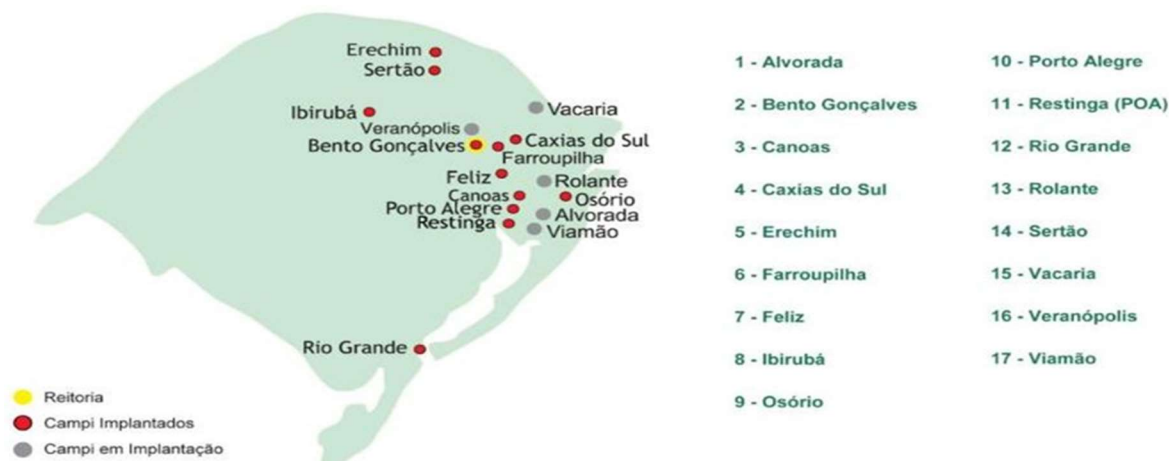 Erechim
Sertão
Ibirubá
Vacaria
Veranópolis
Bento Gonçalves
Caxias do Sul
Farroupilha
Feliz
Rolante
Canoas
Osório
Porto Alegre
Alvorada
Restinga
Viamão
Rio Grande
Reitoria
Campi Implantados
Campi em Implantação
1 - Alvorada
2 - Bento Gonçalves
3 - Canoas
4 - Caxias do Sul
5 - Erechim
6 - Farroupilha
7 - Feliz
8 - Ibirubá
9 - Osório
10 - Porto Alegre
11 - Restinga (POA)
12 - Rio Grande
13 - Rolante
14 - Sertão
15 - Vacaria
16 - Veranópolis
17 - Viamão